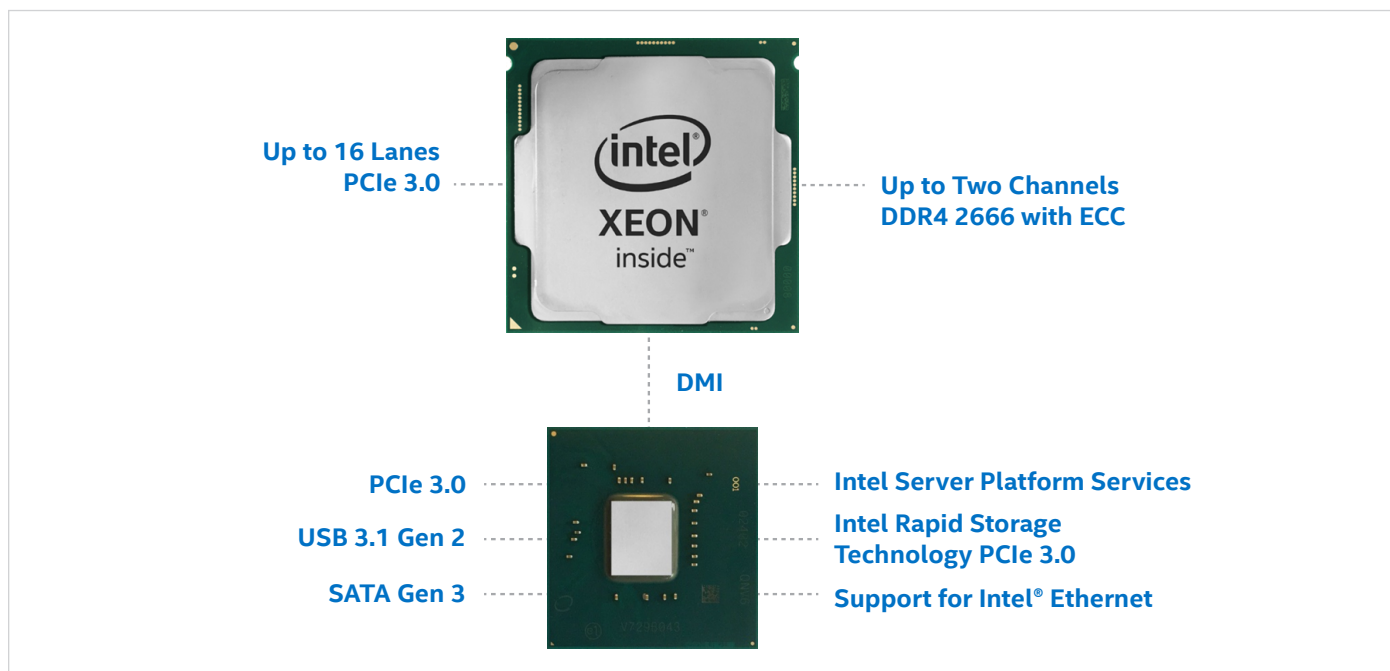 Up to 16 Lanes
PCIe 3.0
intel®
XEON®
inside™
Up to Two Channels
DDR4 2666 with ECC
DMI
PCIe 3.0
USB 3.1 Gen 2
SATA Gen 3
001
Intel Server Platform Services
Intel Rapid Storage
Technology PCIe 3.0
Support for Intel® Ethernet